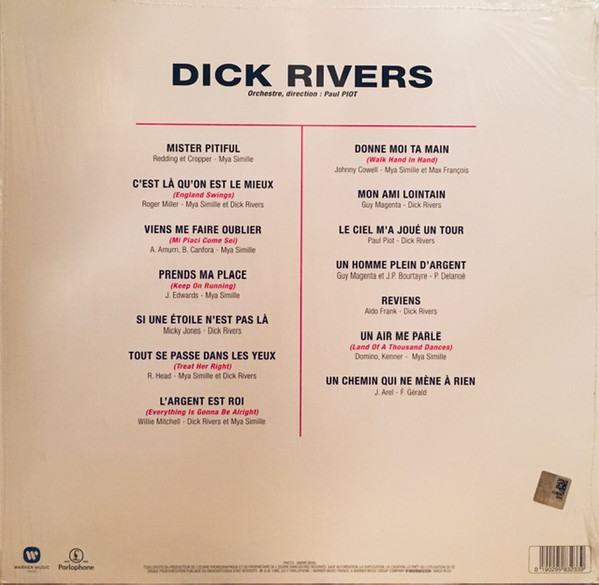 DICK RIVERS
Orchestre, direction : Paul PIOT
MISTER PITIFUL
Redding et Cropper - Mya Simille
C'EST LÀ QU'ON EST LE MIEUX
(England Swings)
Roger Miller - Mya Simille et Dick Rivers
VIENS ME FAIRE OUBLIER
(Mi Piaci Come Sei)
A. Amurri, B. Canfora - Mya Simille
PRENDS MA PLACE
(Keep On Running)
J. Edwards - Mya Simille
SI UNE ÉTOILE N'EST PAS LÀ
Micky Jones - Dick Rivers
TOUT SE PASSE DANS LES YEUX
(Treat Her Right)
R. Head - Mya Simille et Dick Rivers
L'ARGENT EST ROI
(Everything Is Gonna Be Alright)
Willie Mitchell - Dick Rivers et Mya Simille
DONNE MOI TA MAIN
(Walk Hand In Hand)
Johnny Cowell - Mya Simille et Max François
MON AMI LOINTAIN
Guy Magenta - Dick Rivers
LE CIEL M'A JOUÉ UN TOUR
Paul Piot - Dick Rivers
UN HOMME PLEIN D'ARGENT
Guy Magenta et J.P. Bourtayre - P. Delanoé
REVIENS
Aldo Frank - Dick Rivers
UN AIR ME PARLE
(Land Of A Thousand Dances)
Domino, Kenner - Mya Simille
UN CHEMIN QUI NE MÈNE À RIEN
J. Arel - F. Gérald
WARNER MUSIC
Parlophone